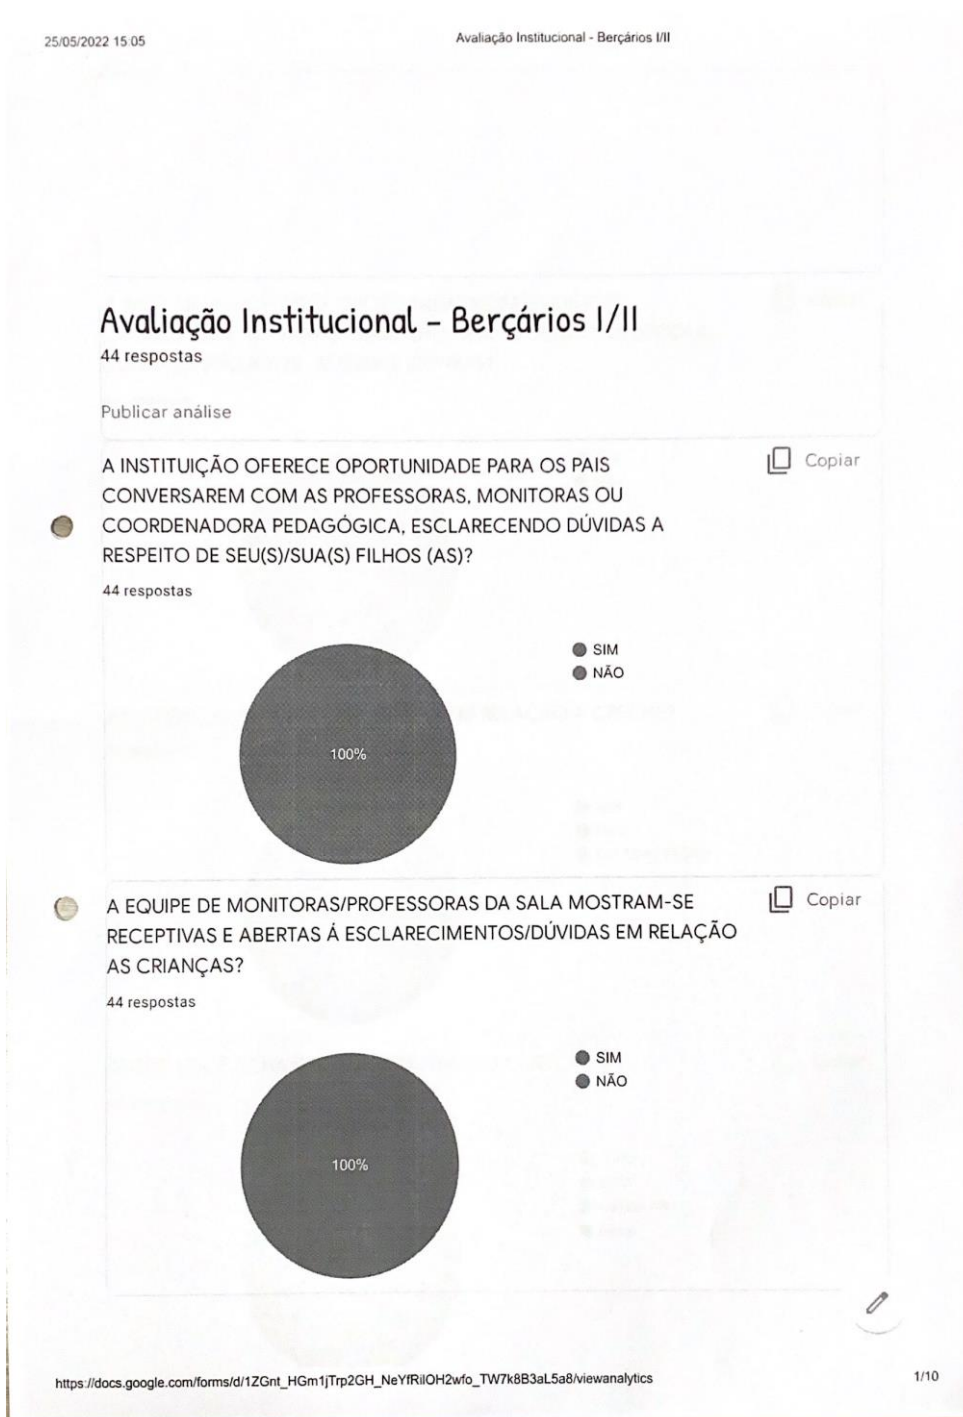 25/05/2022 15:05
Avaliação Institucional - Berçários I/II
Avaliação Institucional - Berçários I/II
44 respostas
Publicar análise
A INSTITUIÇÃO OFERECE OPORTUNIDADE PARA OS PAIS
CONVERSAREM COM AS PROFESSORAS, MONITORAS OU
COORDENADORA PEDAGÓGICA, ESCLARECENDO DÚVIDAS A
RESPEITO DE SEU(S)/SUA(S) FILHOS (AS)?
Copiar
44 respostas
SIM
NÃO
100%
A EQUIPE DE MONITORAS/PROFESSORAS DA SALA MOSTRAM-SE
RECEPTIVAS E ABERTAS Á ESCLARECIMENTOS/DÚVIDAS EM RELAÇÃO
AS CRIANÇAS?
Copiar
44 respostas
SIM
NÃO
100%
https://docs.google.com/forms/d/1ZGnt_HGm1jTrp2GH_NeYfRilOH2wfo_TW7k8B3aL5a8/viewanalytics
1/10